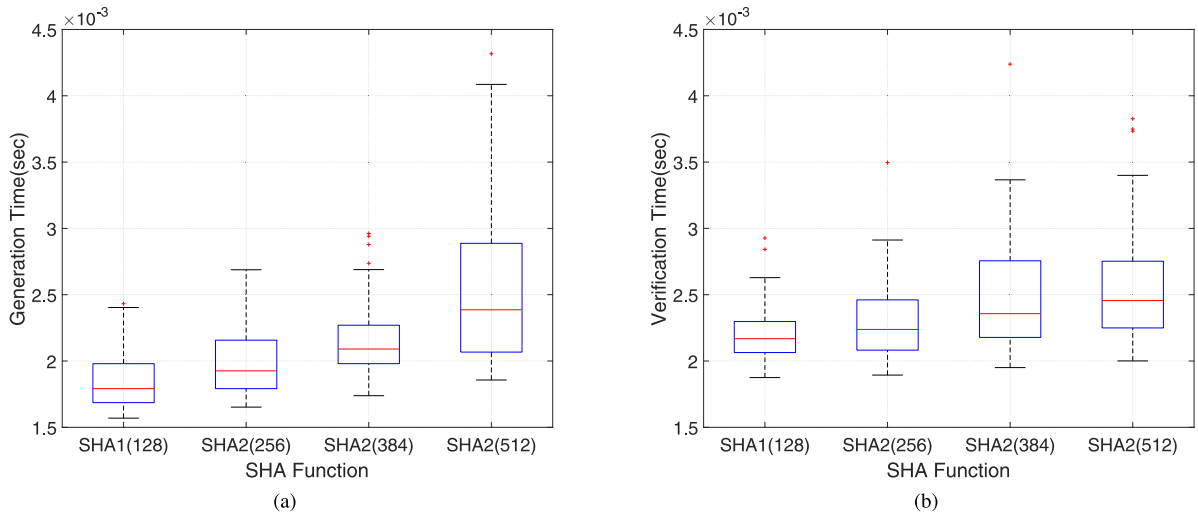 ×10⁻³
4.5
4
3.5
3
2.5
2
1.5
Generation Time(sec)
SHA1(128) SHA2(256) SHA2(384) SHA2(512)
SHA Function
(a)
×10⁻³
4.5
4
3.5
3
2.5
2
1.5
Verification Time(sec)
SHA1(128) SHA2(256) SHA2(384) SHA2(512)
SHA Function
(b)